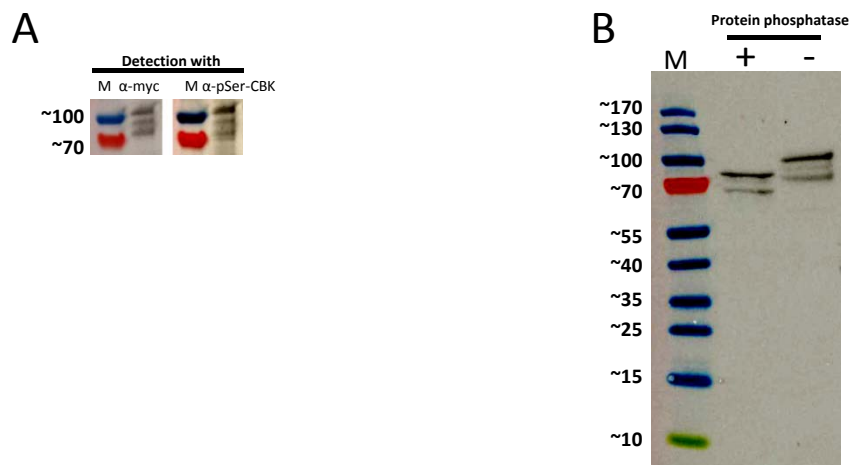 A
Detection with
M α-myc
M α-pSer-CBK
~100
~70
B
Protein phosphatase
M + -
~170
~130
~100
~70
~55
~40
~35
~25
~15
~10